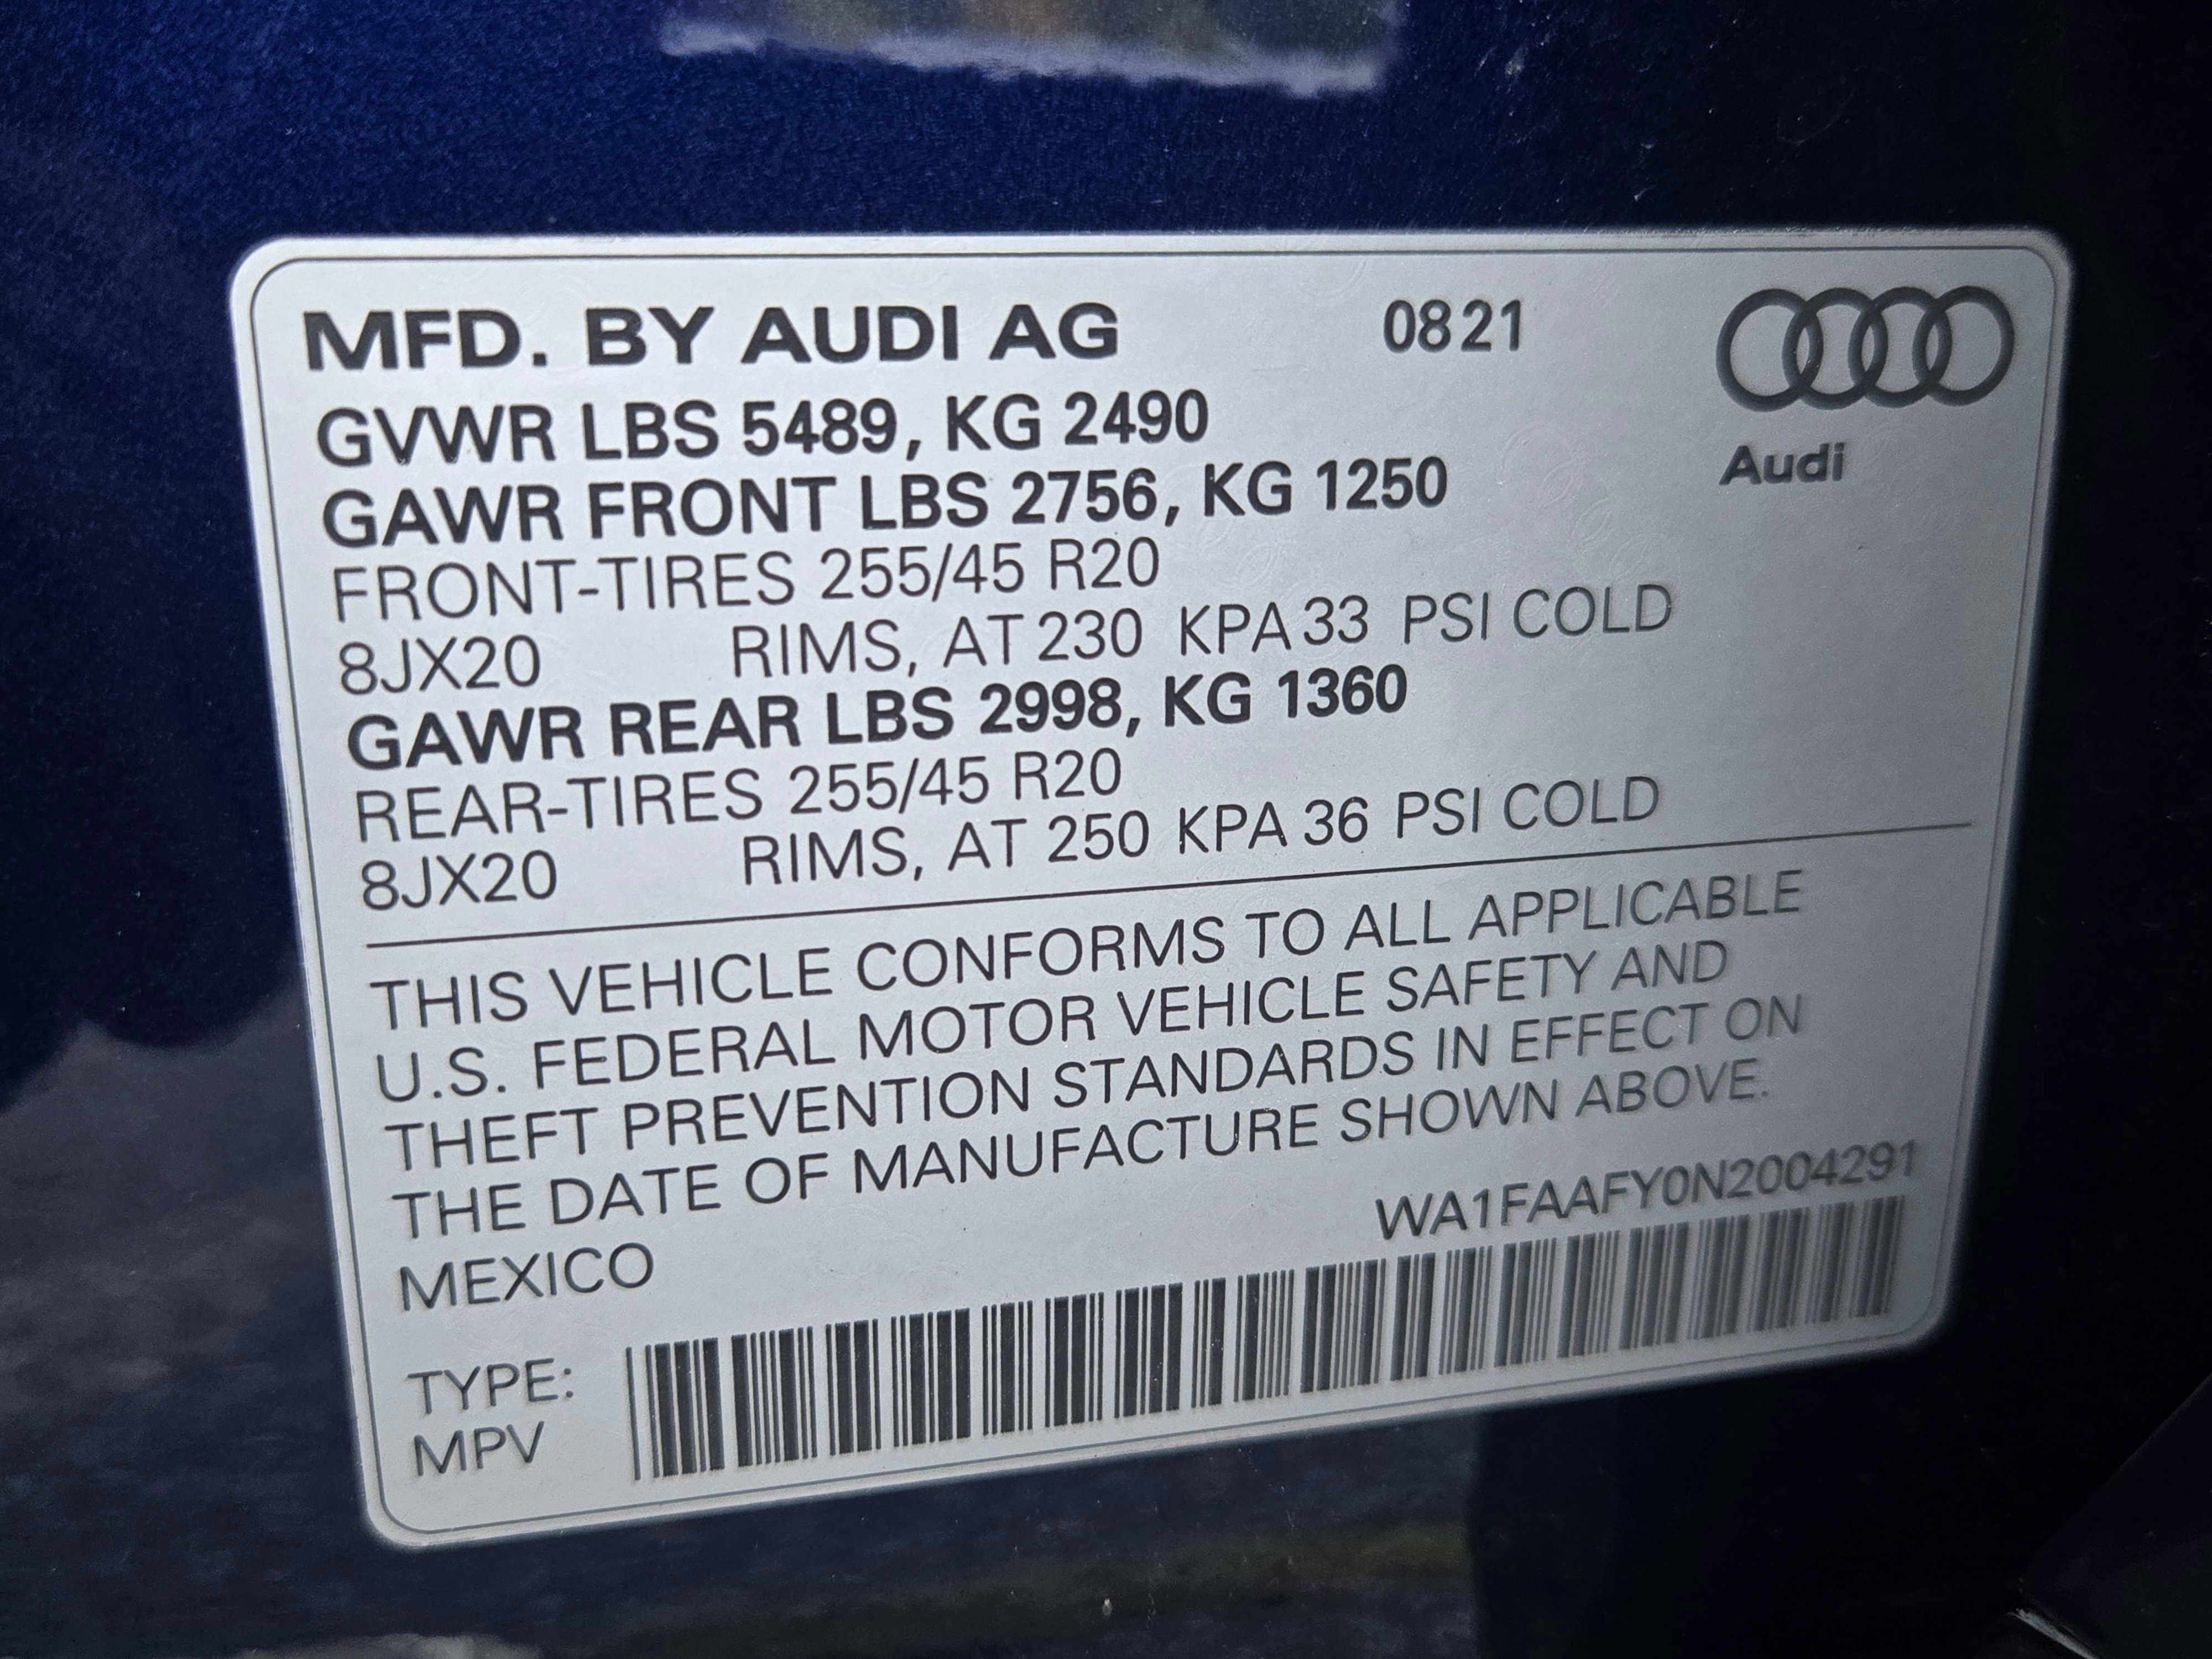 MFD. BY AUDI AG 0821
Audi
GVWR LBS 5489, KG 2490
GAWR FRONT LBS 2756, KG 1250
FRONT-TIRES 255/45 R20
8JX20 RIMS, AT 230 KPA 33 PSI COLD
GAWR REAR LBS 2998, KG 1360
REAR-TIRES 255/45 R20
8JX20 RIMS, AT 250 KPA 36 PSI COLD
THIS VEHICLE CONFORMS TO ALL APPLICABLE
U.S. FEDERAL MOTOR VEHICLE SAFETY AND
THEFT PREVENTION STANDARDS IN EFFECT ON
THE DATE OF MANUFACTURE SHOWN ABOVE.
WA1FAAFY0N2004291
MEXICO
TYPE:
MPV